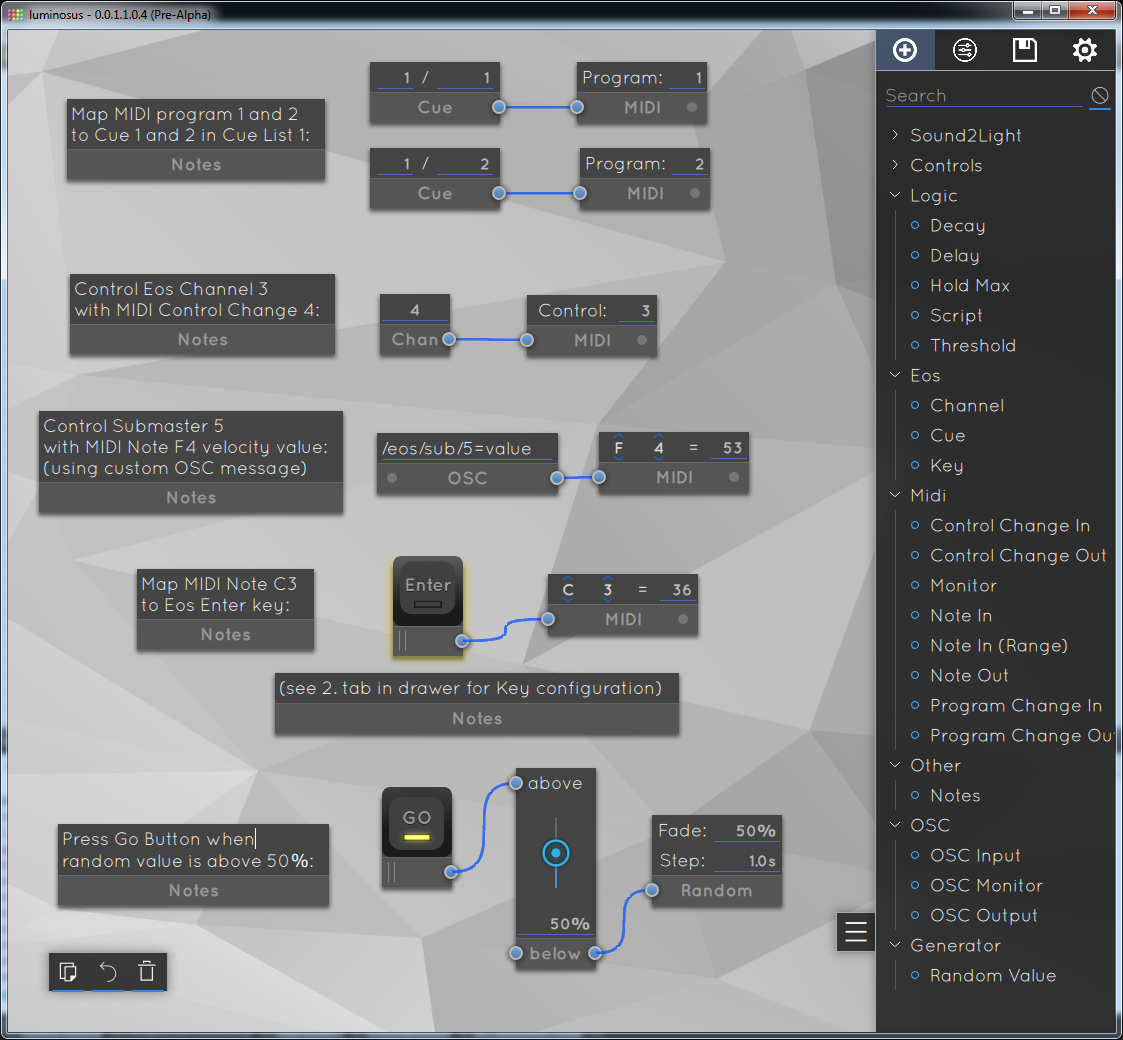 luminosus - 0.0.1.1.0.4 (Pre-Alpha)
Map MIDI program 1 and 2
to Cue 1 and 2 in Cue List 1:
Notes
1 / 1
Cue
Program: 1
MIDI
1 / 2
Cue
Program: 2
MIDI
Control Eos Channel 3
with MIDI Control Change 4:
Notes
4
Chan
Control: 3
MIDI
Control Submaster 5
with MIDI Note F4 velocity value:
(using custom OSC message)
Notes
/eos/sub/5=value
OSC
F 4 = 53
MIDI
Map MIDI Note C3
to Eos Enter key:
Notes
Enter
C 3 = 36
MIDI
(see 2. tab in drawer for Key configuration)
Notes
Press Go Button when
random value is above 50%:
Notes
GO
above
50%
below
Fade: 50%
Step: 1.0s
Random
Search
Sound2Light
Controls
Logic
Decay
Delay
Hold Max
Script
Threshold
Eos
Channel
Cue
Key
Midi
Control Change In
Control Change Out
Monitor
Note In
Note In (Range)
Note Out
Program Change In
Program Change Ou
Other
Notes
OSC
OSC Input
OSC Monitor
OSC Output
Generator
Random Value